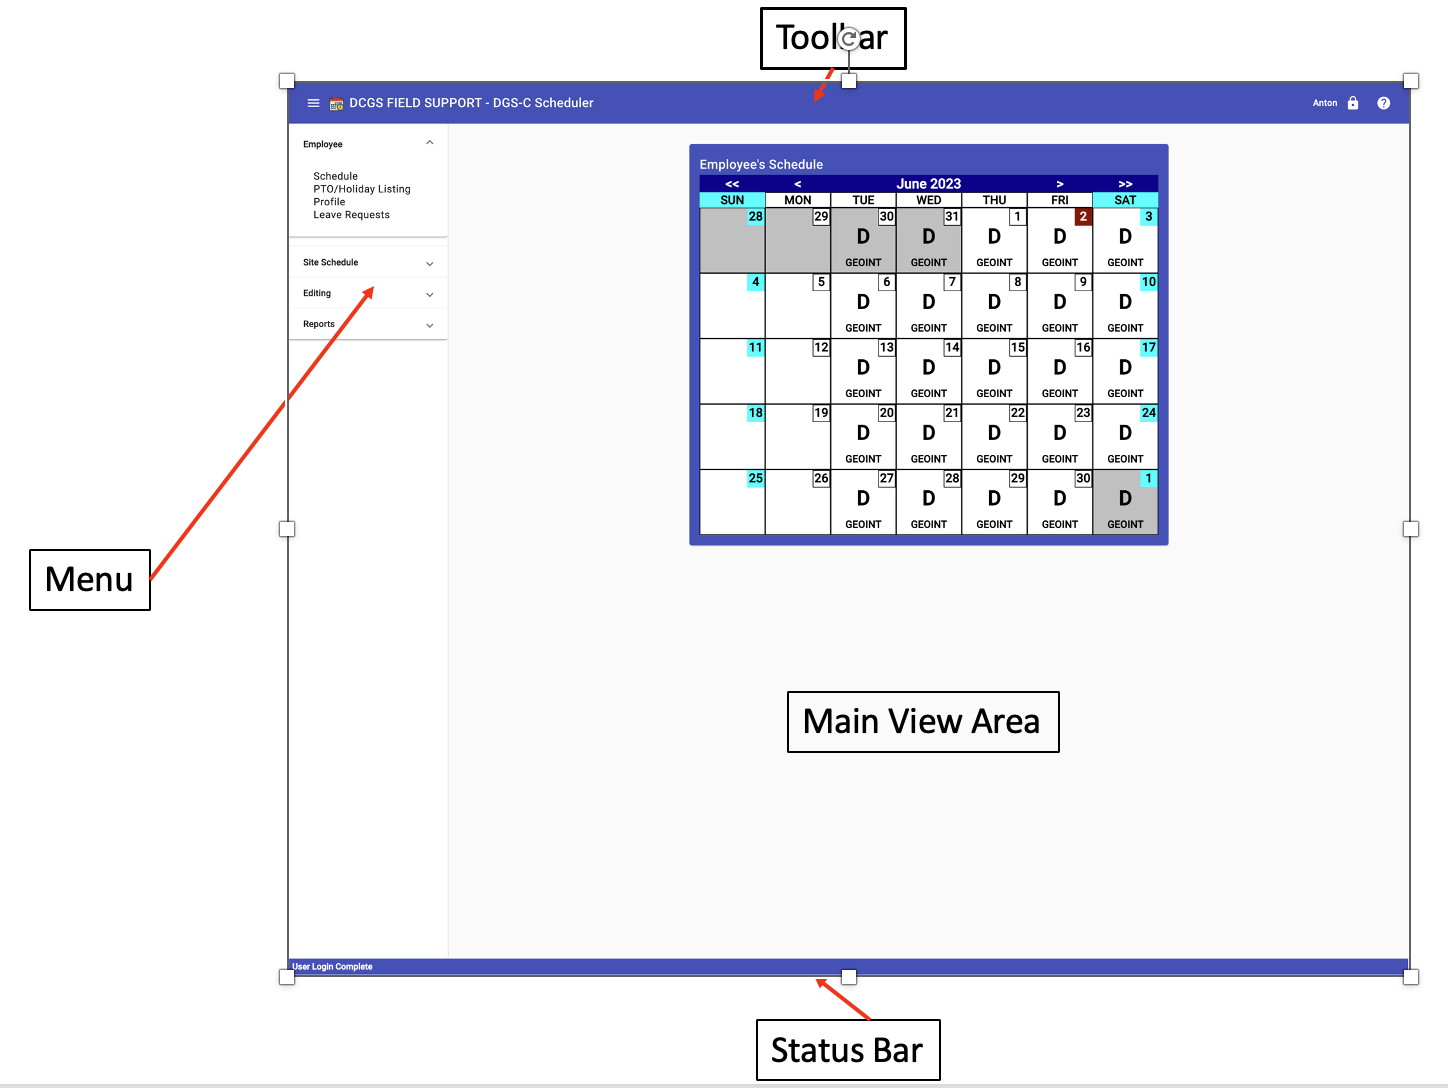 Toolbar
DCGS FIELD SUPPORT - DGS-C Scheduler
Anton
Employee
Schedule
PTO/Holiday Listing
Profile
Leave Requests
Site Schedule
Editing
Reports
Employee's Schedule
<< < June 2023 > >>
SUN MON TUE WED THU FRI SAT
28 29 30 31 1 2 3
D D D D D
GEOINT GEOINT GEOINT GEOINT GEOINT
4 5 6 7 8 9 10
D D D D D
GEOINT GEOINT GEOINT GEOINT GEOINT
11 12 13 14 15 16 17
D D D D D
GEOINT GEOINT GEOINT GEOINT GEOINT
18 19 20 21 22 23 24
D D D D D
GEOINT GEOINT GEOINT GEOINT GEOINT
25 26 27 28 29 30 1
D D D D D
GEOINT GEOINT GEOINT GEOINT GEOINT
Menu
Main View Area
User Login Complete
Status Bar